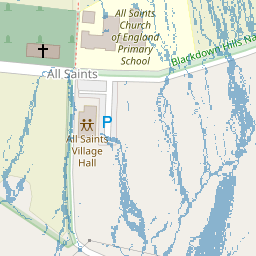 All Saints
Church
of England
Primary
School
Blackdown Hills Na
All Saints
P
All Saints
Village
Hall